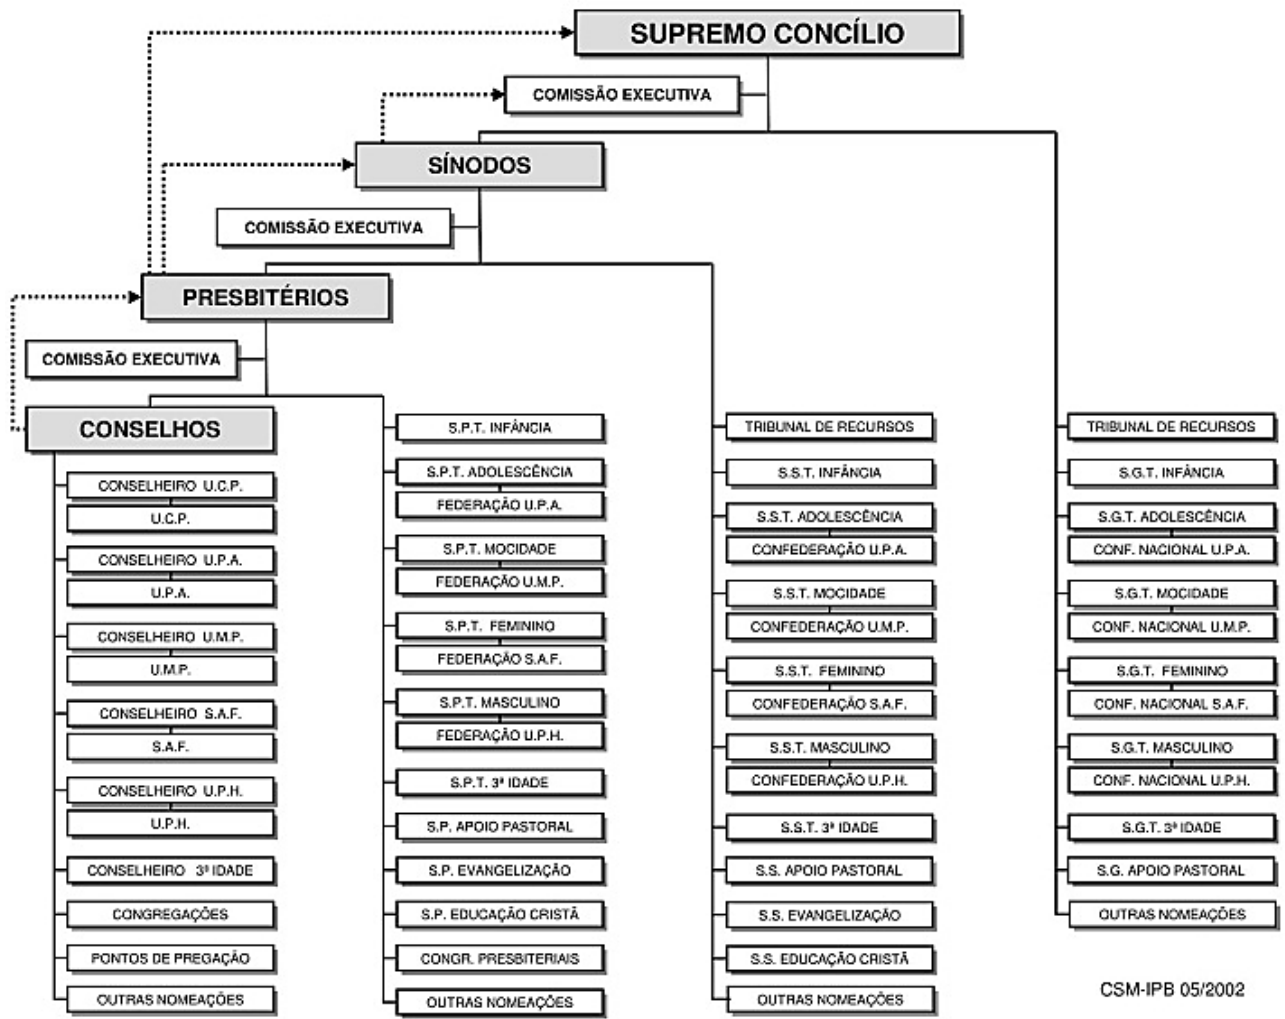 SUPREMO CONCÍLIO
COMISSÃO EXECUTIVA
SÍNODOS
COMISSÃO EXECUTIVA
PRESBITÉRIOS
COMISSÃO EXECUTIVA
CONSELHOS
CONSELHEIRO U.C.P.
U.C.P.
CONSELHEIRO U.P.A.
U.P.A.
CONSELHEIRO U.M.P.
U.M.P.
CONSELHEIRO S.A.F.
S.A.F.
CONSELHEIRO U.P.H.
U.P.H.
CONSELHEIRO 3ª IDADE
CONGREGAÇÕES
PONTOS DE PREGAÇÃO
OUTRAS NOMEAÇÕES
S.P.T. INFÂNCIA
S.P.T. ADOLESCÊNCIA
FEDERAÇÃO U.P.A.
S.P.T. MOCIDADE
FEDERAÇÃO U.M.P.
S.P.T. FEMININO
FEDERAÇÃO S.A.F.
S.P.T. MASCULINO
FEDERAÇÃO U.P.H.
S.P.T. 3ª IDADE
S.P. APOIO PASTORAL
S.P. EVANGELIZAÇÃO
S.P. EDUCAÇÃO CRISTÃ
CONGR. PRESBITERIAIS
OUTRAS NOMEAÇÕES
TRIBUNAL DE RECURSOS
S.S.T. INFÂNCIA
S.S.T. ADOLESCÊNCIA
CONFEDERAÇÃO U.P.A.
S.S.T. MOCIDADE
CONFEDERAÇÃO U.M.P.
S.S.T. FEMININO
CONFEDERAÇÃO S.A.F.
S.S.T. MASCULINO
CONFEDERAÇÃO U.P.H.
S.S.T. 3ª IDADE
S.S. APOIO PASTORAL
S.S. EVANGELIZAÇÃO
S.S. EDUCAÇÃO CRISTÃ
OUTRAS NOMEAÇÕES
TRIBUNAL DE RECURSOS
S.G.T. INFÂNCIA
S.G.T. ADOLESCÊNCIA
CONF. NACIONAL U.P.A.
S.G.T. MOCIDADE
CONF. NACIONAL U.M.P.
S.G.T. FEMININO
CONF. NACIONAL S.A.F.
S.G.T. MASCULINO
CONF. NACIONAL U.P.H.
S.G.T. 3ª IDADE
S.G. APOIO PASTORAL
OUTRAS NOMEAÇÕES
CSM-IPB 05/2002